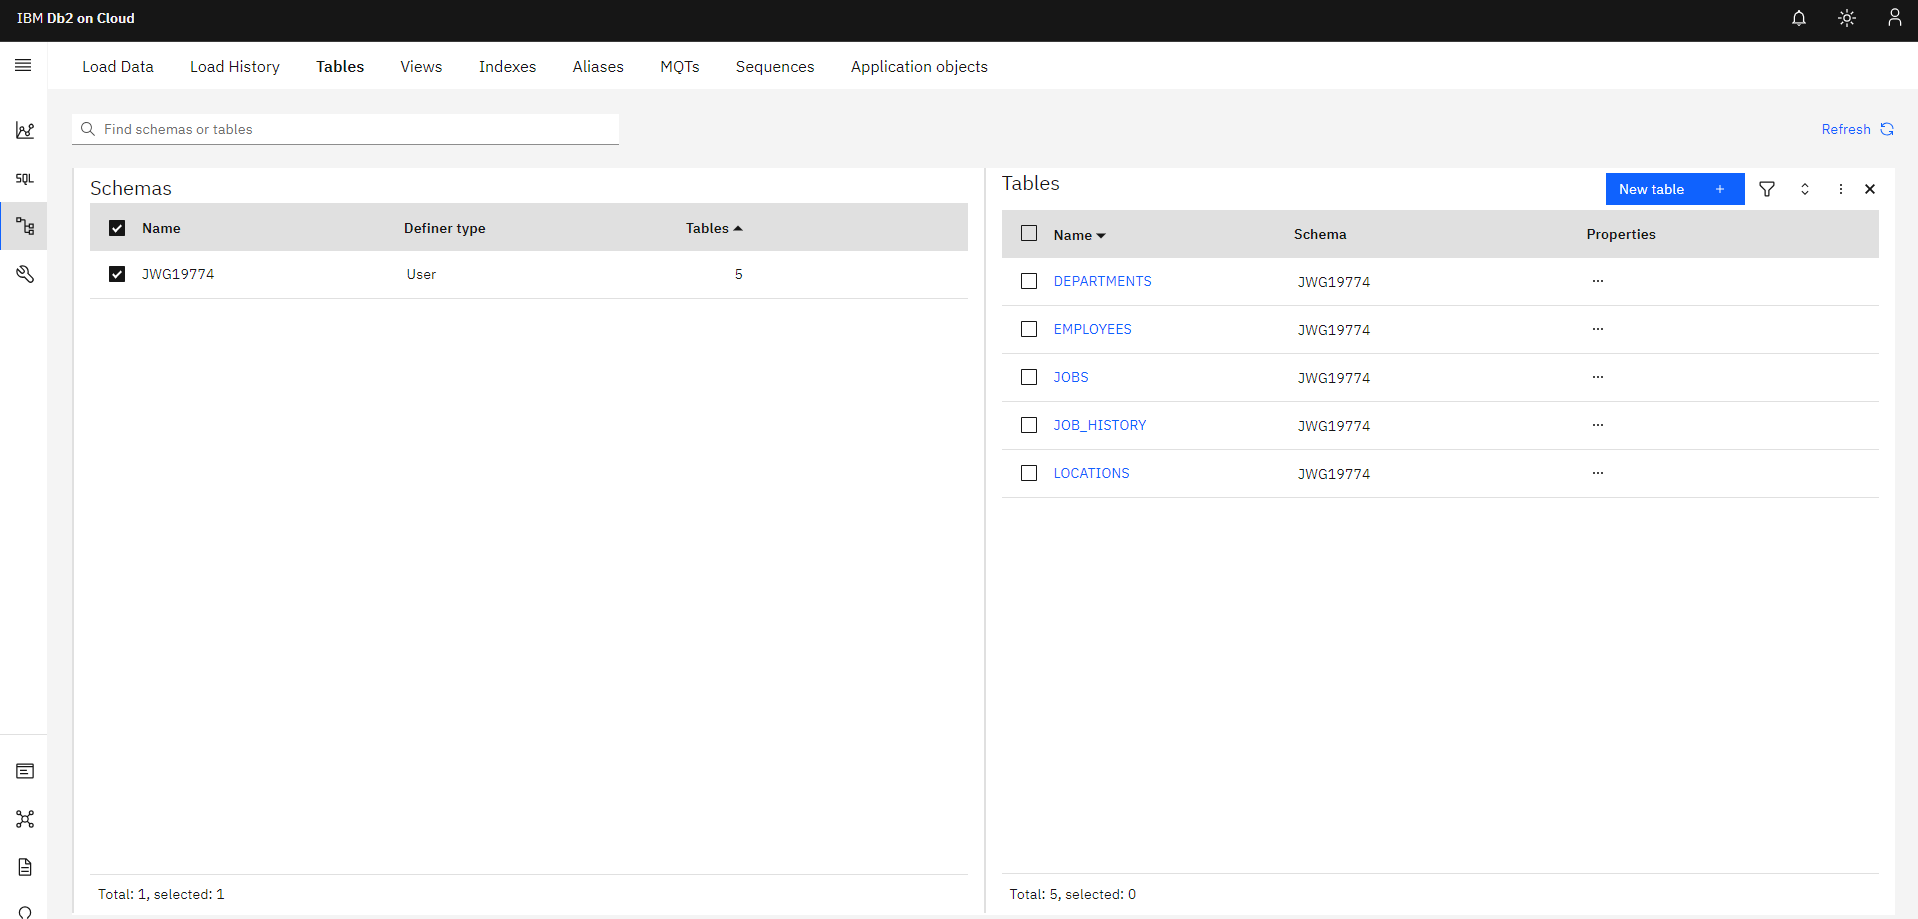 IBM Db2 on Cloud
Load Data Load History Tables Views Indexes Aliases MQTs Sequences Application objects
Find schemas or tables
Refresh
SQL
Schemas
Name Definer type Tables
JWG19774 User 5
Total: 1, selected: 1
Tables
New table +
Name Schema Properties
DEPARTMENTS JWG19774 ...
EMPLOYEES JWG19774 ...
JOBS JWG19774 ...
JOB_HISTORY JWG19774 ...
LOCATIONS JWG19774 ...
Total: 5, selected: 0